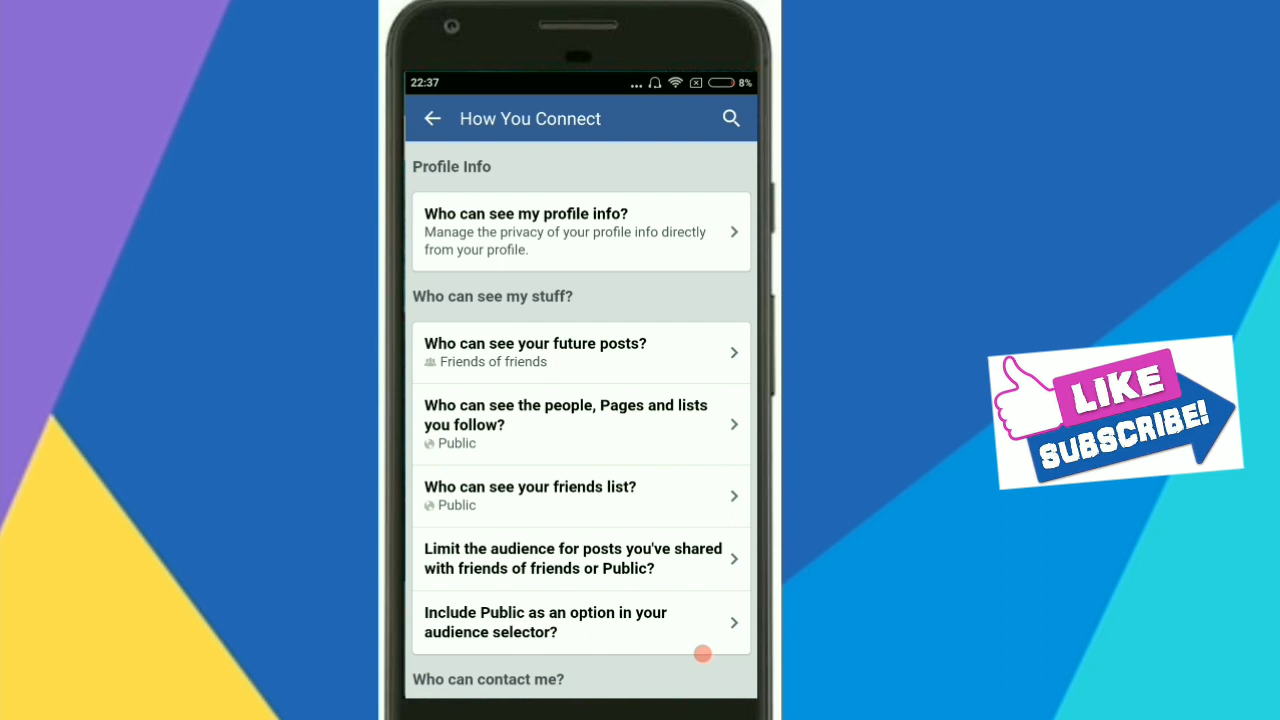 22:37
8%
How You Connect
Profile Info
Who can see my profile info?
Manage the privacy of your profile info directly
from your profile.
Who can see my stuff?
Who can see your future posts?
Friends of friends
Who can see the people, Pages and lists
you follow?
Public
Who can see your friends list?
Public
Limit the audience for posts you've shared
with friends of friends or Public?
Include Public as an option in your
audience selector?
Who can contact me?
LIKE
SUBSCRIBE!